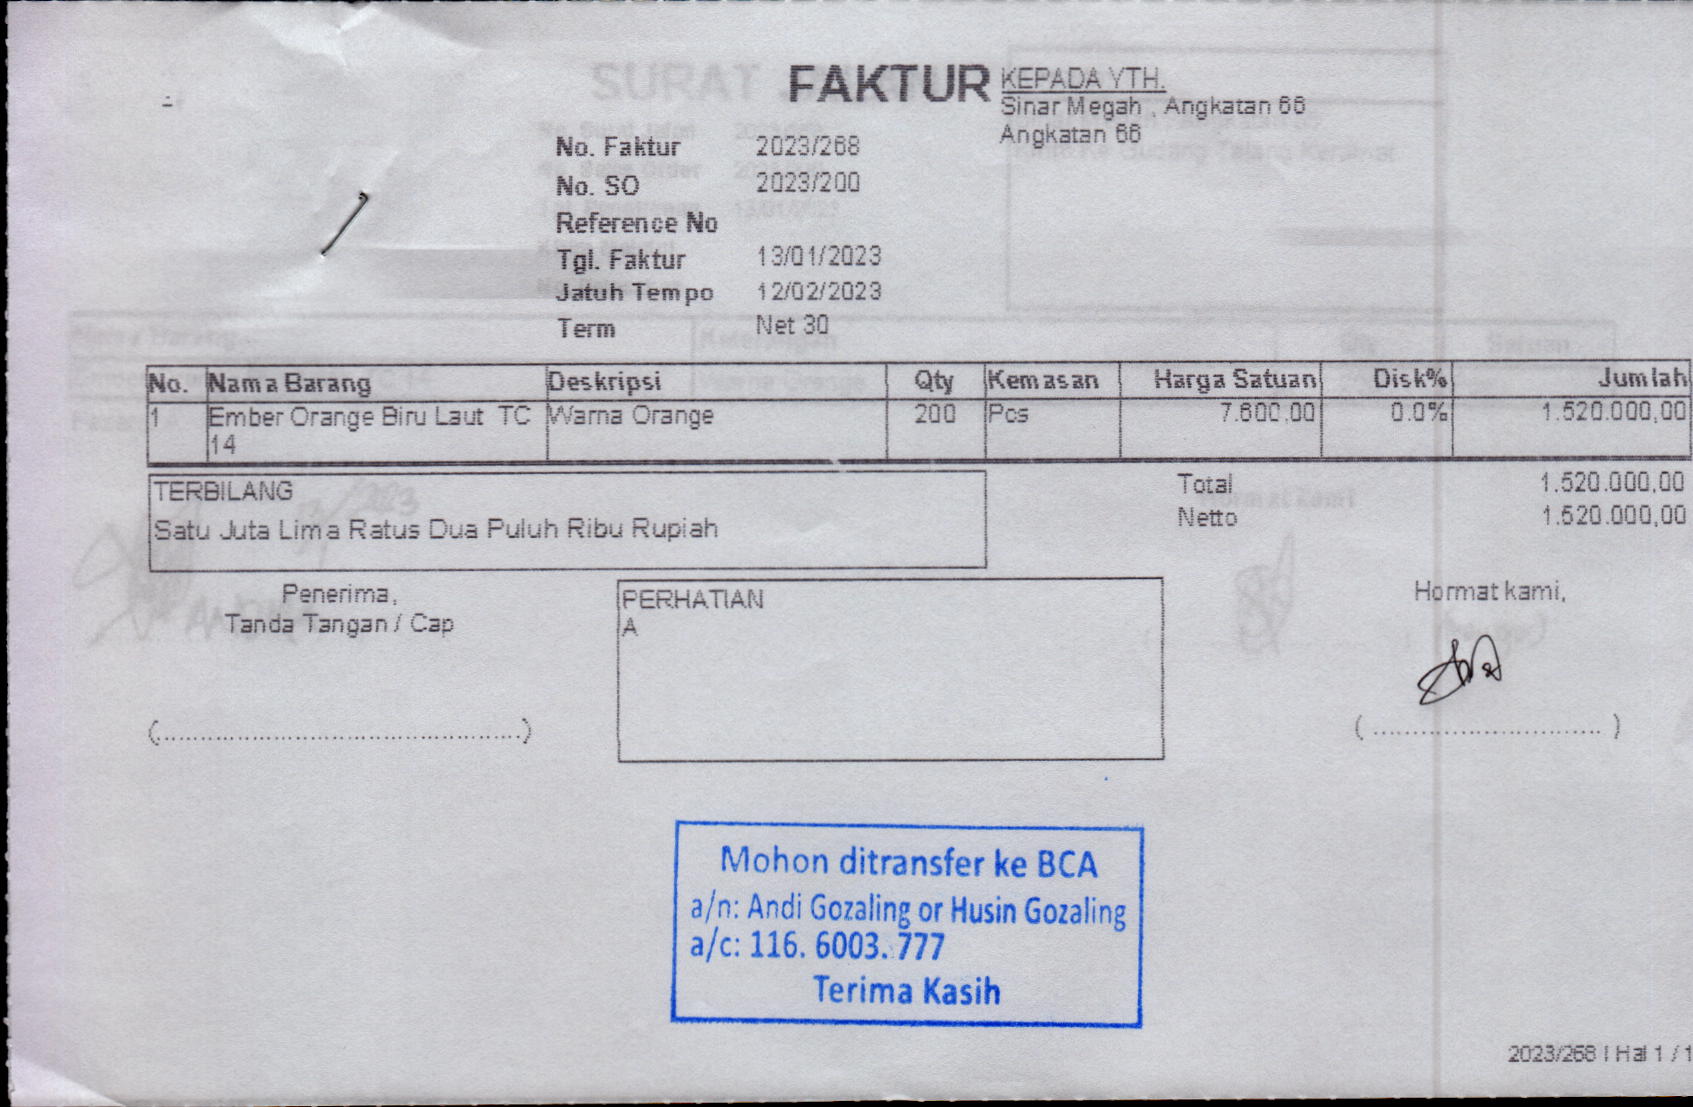 FAKTUR
KEPADA YTH.
Sinar Megah , Angkatan 66
Angkatan 66
No. Faktur 2023/268
No. SO 2023/200
Reference No
Tgl. Faktur 13/01/2023
Jatuh Tempo 12/02/2023
Term Net 30
No. Nama Barang Deskripsi Qty Kemasan Harga Satuan Disk% Jumlah
1 Ember Orange Biru Laut TC Warna Orange 200 Pcs 7.600.00 0.0% 1.520.000,00
14
TERBILANG
Satu Juta Lima Ratus Dua Puluh Ribu Rupiah
Total 1.520.000,00
Netto 1.520.000,00
Penerima,
Tanda Tangan / Cap
(............................................)
PERHATIAN
A
Hormat kami,
( ............................. )
Mohon ditransfer ke BCA
a/n: Andi Gozaling or Husin Gozaling
a/c: 116. 6003. 777
Terima Kasih
2023/268 | Hal 1 / 1